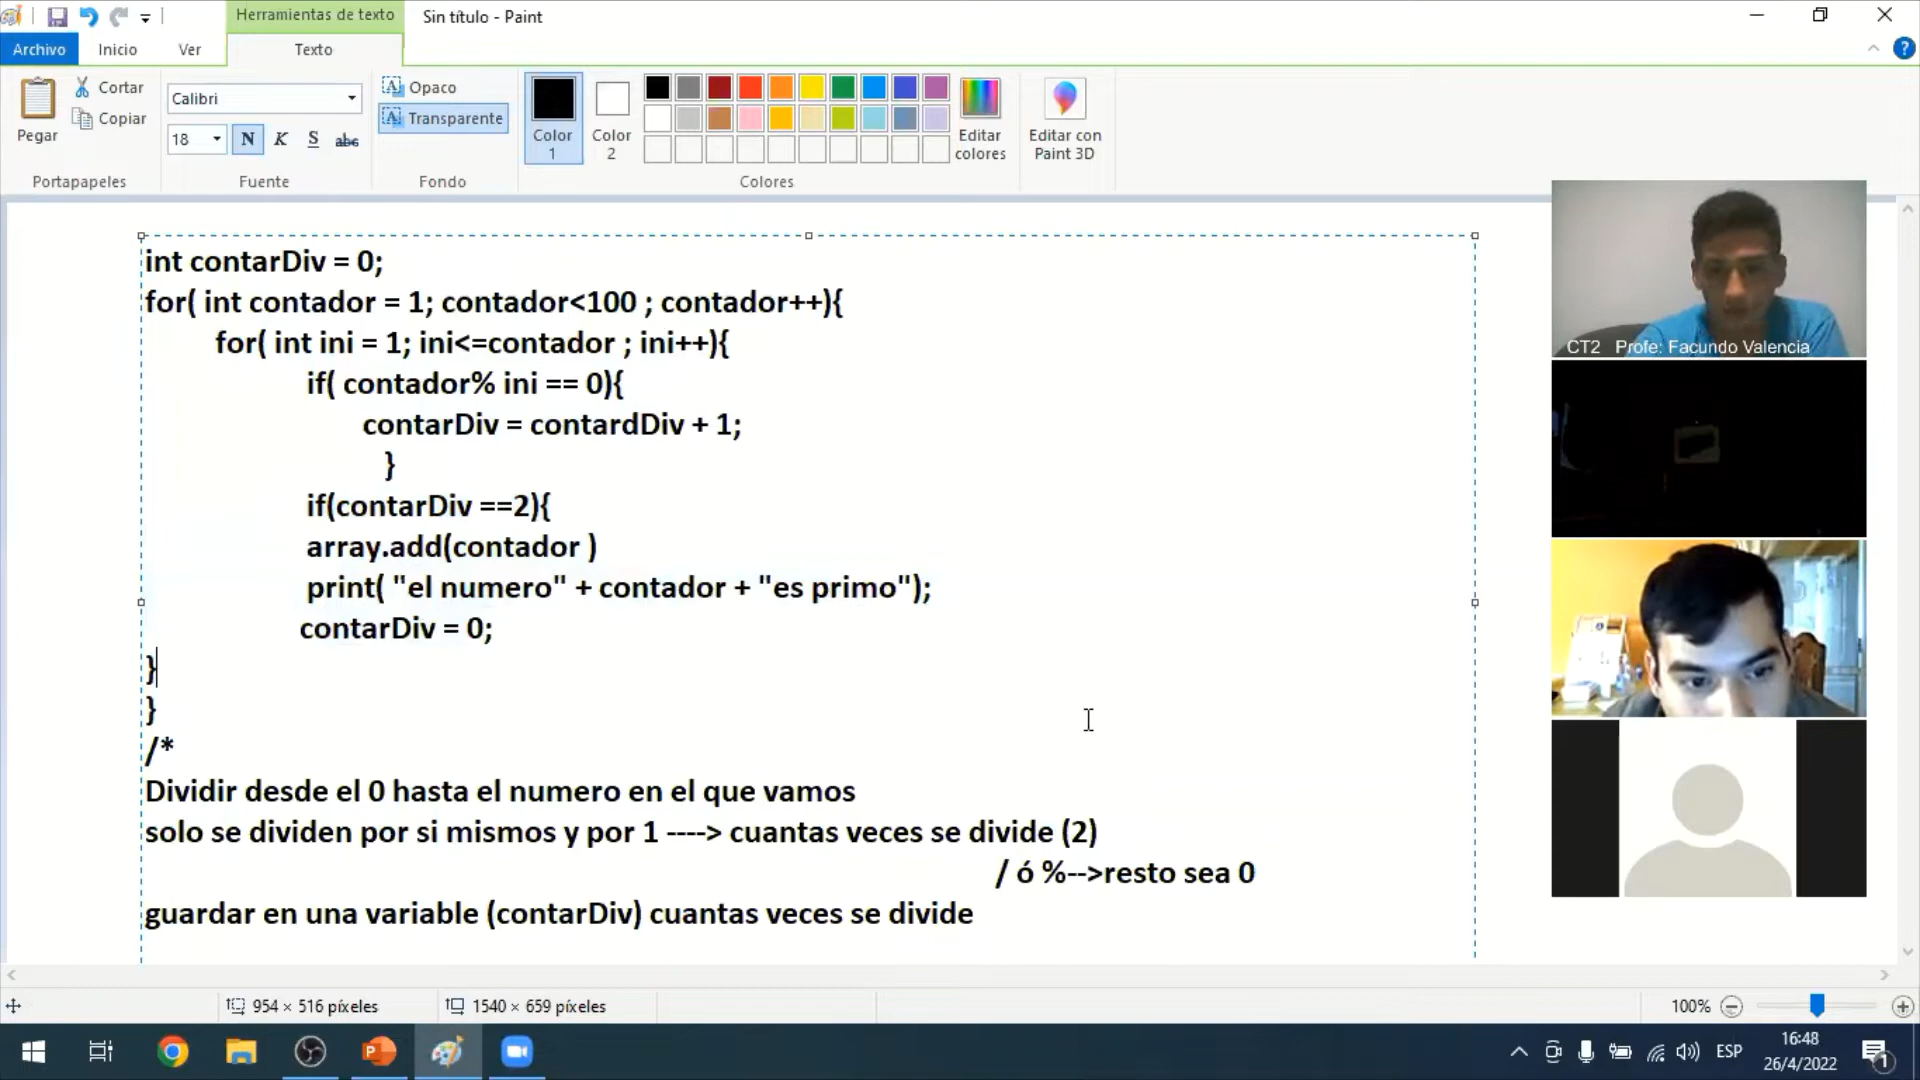 Herramientas de texto
Sin título - Paint
Archivo
Inicio
Ver
Texto
Pegar
Cortar
Copiar
Portapapeles
Calibri
18
N
K
S
abc
Fuente
Opaco
Transparente
Fondo
Color
1
Color
2
Editar
colores
Colores
Editar con
Paint 3D
?
int contarDiv = 0;
for( int contador = 1; contador<100 ; contador++){
for( int ini = 1; ini<=contador ; ini++){
if( contador% ini == 0){
contarDiv = contardDiv + 1;
}
if(contarDiv ==2){
array.add(contador )
print( "el numero" + contador + "es primo");
contarDiv = 0;
}
}
/*
Dividir desde el 0 hasta el numero en el que vamos
solo se dividen por si mismos y por 1 ----> cuantas veces se divide (2)
/ ó %-->resto sea 0
guardar en una variable (contarDiv) cuantas veces se divide
CT2 Profe: Facundo Valencia
954 × 516 píxeles
1540 × 659 píxeles
100%
P
ESP
16:48
26/4/2022
1